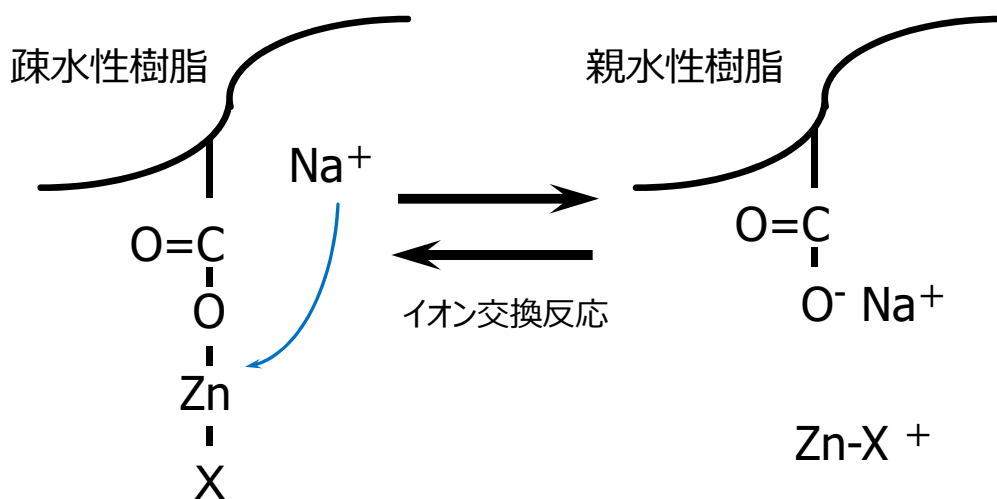 疎水性樹脂
親水性樹脂
Na⁺
O=C
O
Zn
X
イオン交換反応
O=C
O⁻ Na⁺
Zn-X ⁺